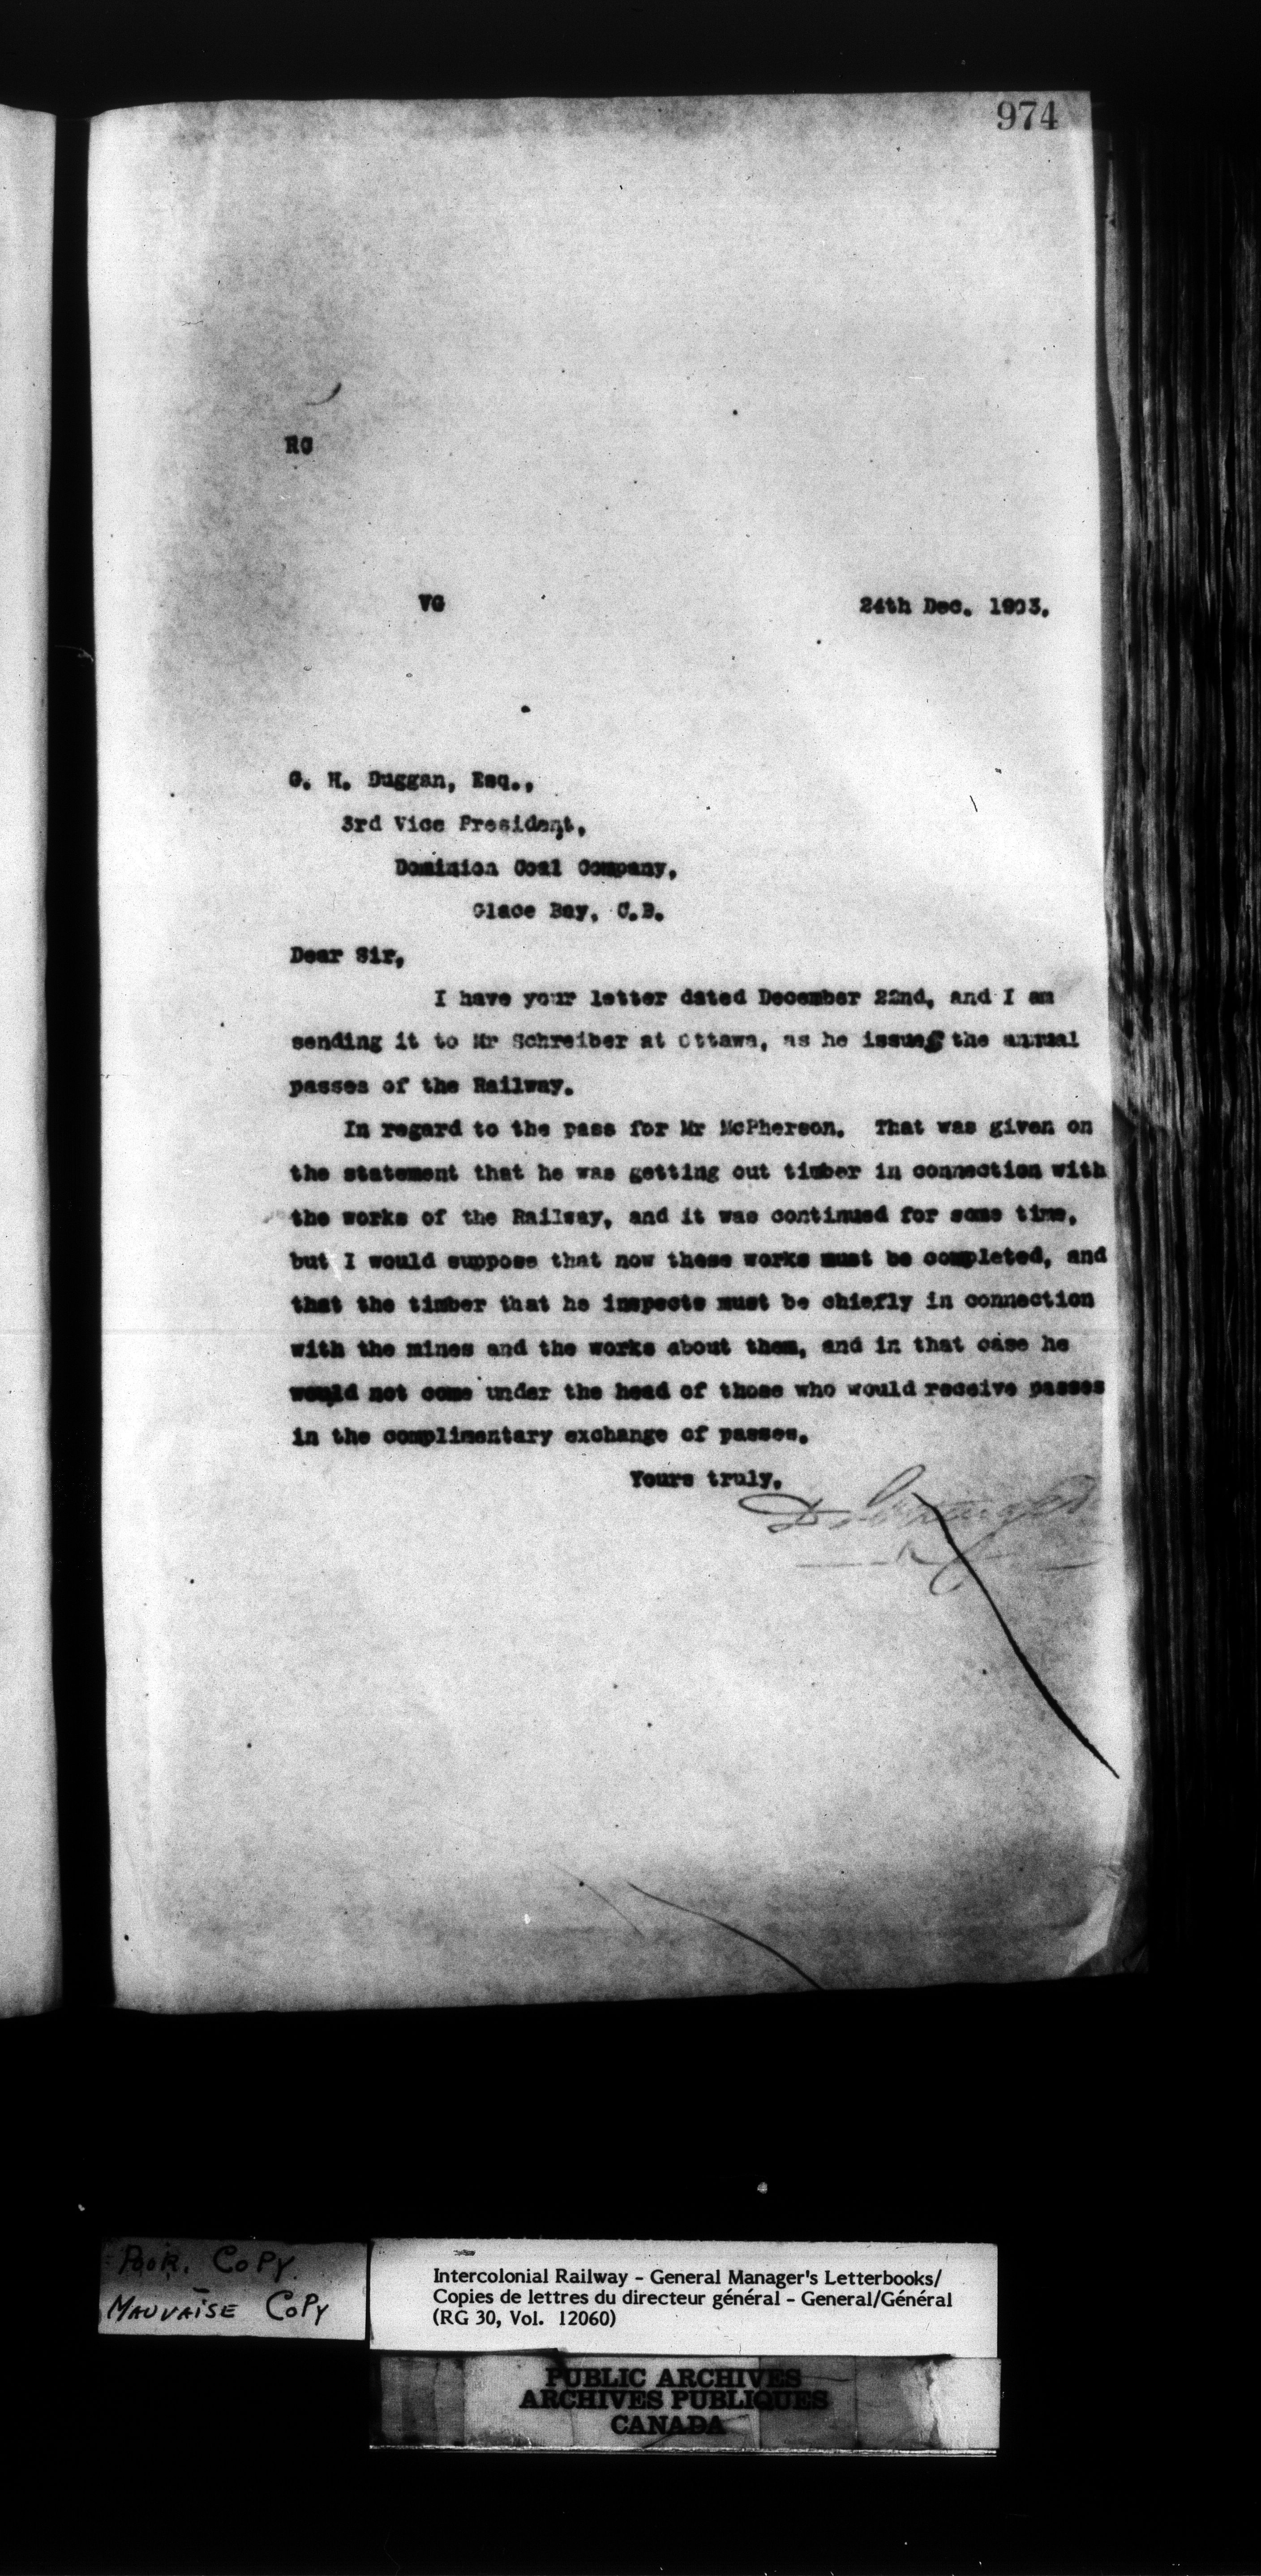 974
RG
VG 24th Dec. 1903.
G. H. Duggan, Esq.,
3rd Vice President,
Dominion Coal Company,
Glace Bay, C.B.
Dear Sir,
I have your letter dated December 22nd, and I am
sending it to Mr Schreiber at Ottawa, as he issues the annual
passes of the Railway.
In regard to the pass for Mr McPherson. That was given on
the statement that he was getting out timber in connection with
the works of the Railway, and it was continued for some time,
but I would suppose that now these works must be completed, and
that the timber that he inspects must be chiefly in connection
with the mines and the works about them, and in that case he
would not come under the head of those who would receive passes
in the complimentary exchange of passes.
Yours truly,
POOR. COPY.
MAUVAISE COPY
Intercolonial Railway - General Manager's Letterbooks/
Copies de lettres du directeur général - General/Général
(RG 30, Vol. 12060)
PUBLIC ARCHIVES
ARCHIVES PUBLIQUES
CANADA